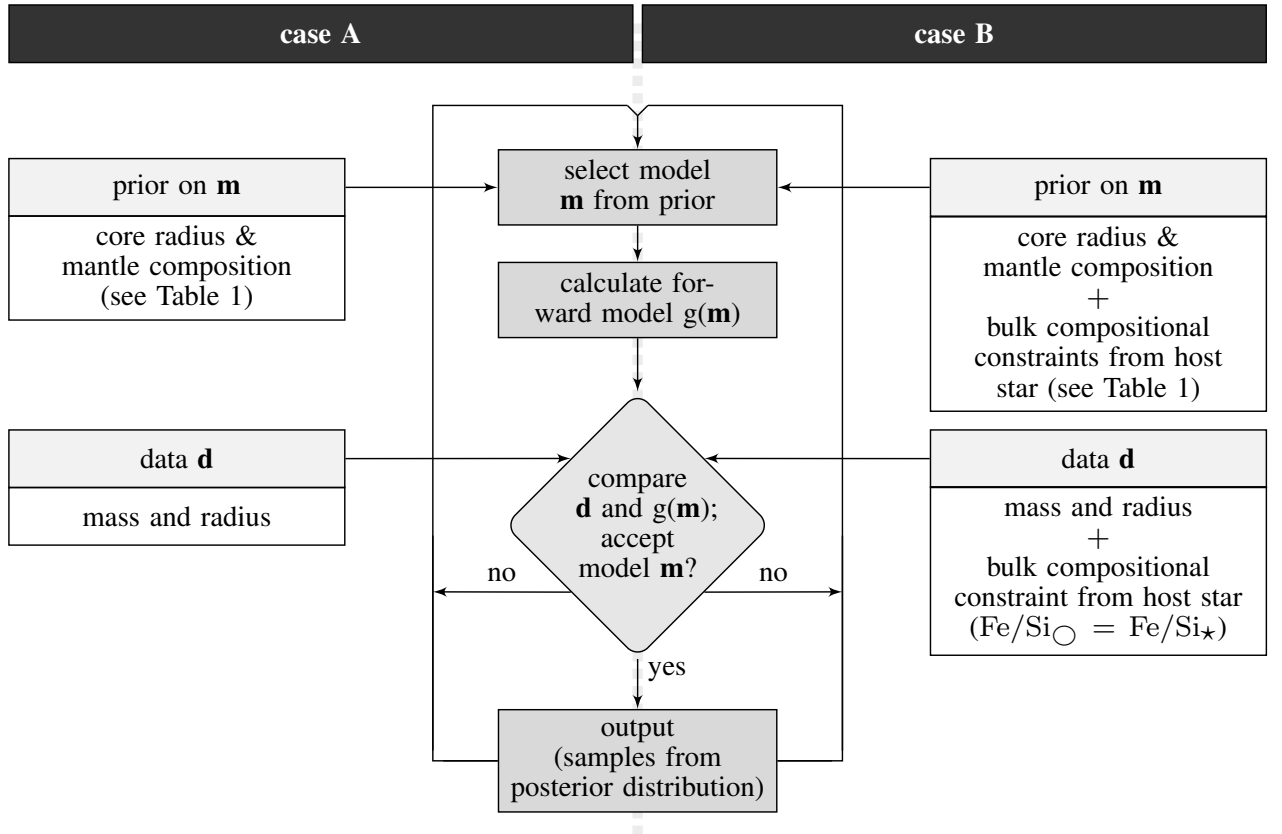 case A
case B
select model
m from prior
prior on m
core radius &
mantle composition
(see Table 1)
prior on m
core radius &
mantle composition
+
bulk compositional
constraints from host
star (see Table 1)
calculate for-
ward model g(m)
data d
mass and radius
compare
d and g(m);
accept
model m?
no
no
yes
data d
mass and radius
+
bulk compositional
constraint from host star
(Fe/Si○ = Fe/Si⋆)
output
(samples from
posterior distribution)